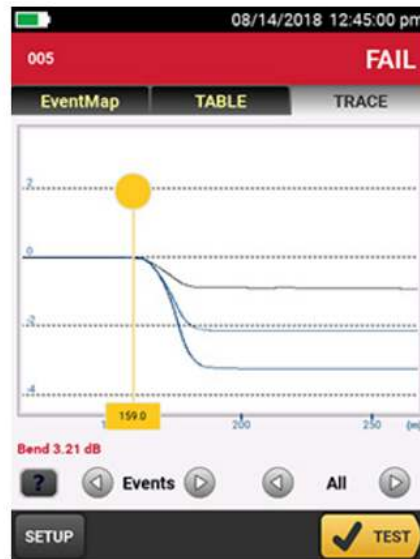 08/14/2018 12:45:00 pm
005
FAIL
EventMap
TABLE
TRACE
2
0
-2
-4
159.0
200
250
Bend 3.21 dB
?
Events
All
SETUP
TEST